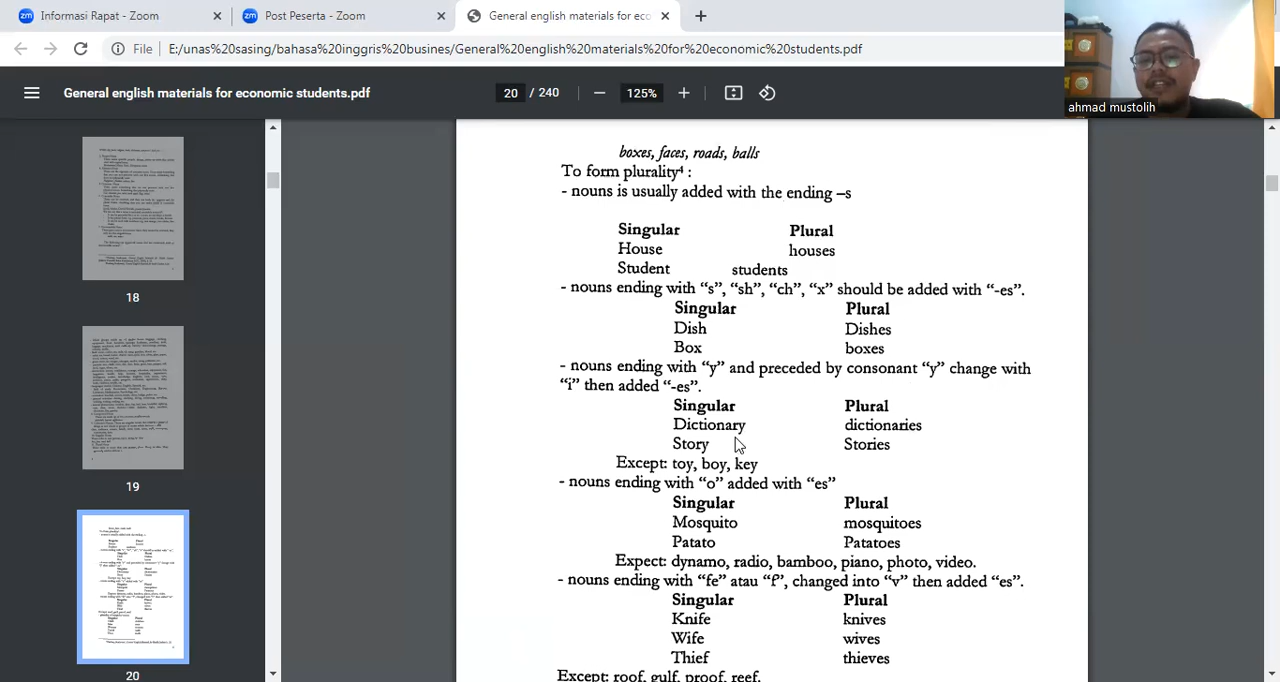 Informasi Rapat - Zoom
Post Peserta - Zoom
General english materials for eco
File E:/unas%20sasing/bahasa%20inggris%20busines/General%20english%20materials%20for%20economic%20students.pdf
General english materials for economic students.pdf
20 / 240
125%
ahmad mustolih
18
19
20
boxes, faces, roads, balls
To form plurality⁴ :
- nouns is usually added with the ending –s
Singular Plural
House houses
Student students
- nouns ending with “s”, “sh”, “ch”, “x” should be added with “-es”.
Singular Plural
Dish Dishes
Box boxes
- nouns ending with “y” and preceded by consonant “y” change with
“i” then added “-es”.
Singular Plural
Dictionary dictionaries
Story Stories
Except: toy, boy, key
- nouns ending with “o” added with “es”
Singular Plural
Mosquito mosquitoes
Patato Patatoes
Expect: dynamo, radio, bamboo, piano, photo, video.
- nouns ending with “fe” atau “f”, changed into “v” then added “es”.
Singular Plural
Knife knives
Wife wives
Thief thieves
Except: roof, gulf, proof, reef.